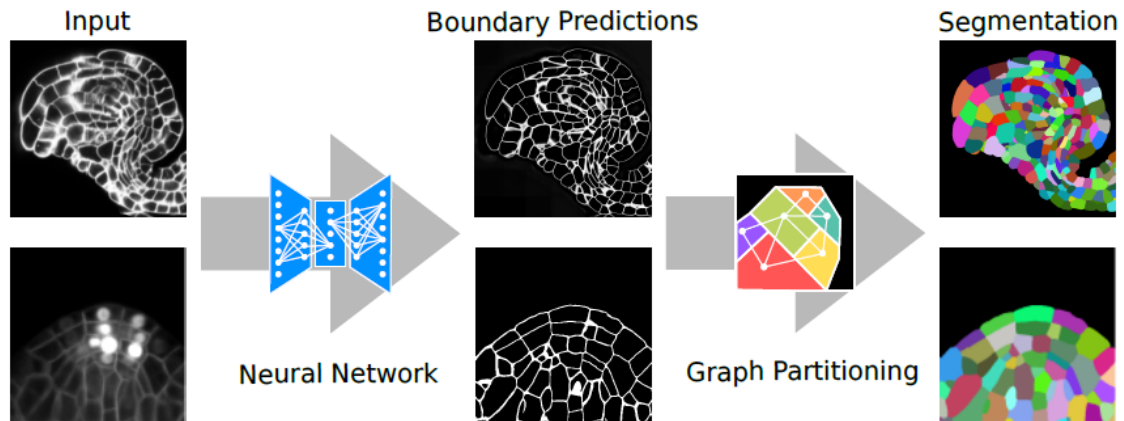 Input
Boundary Predictions
Segmentation
Neural Network
Graph Partitioning